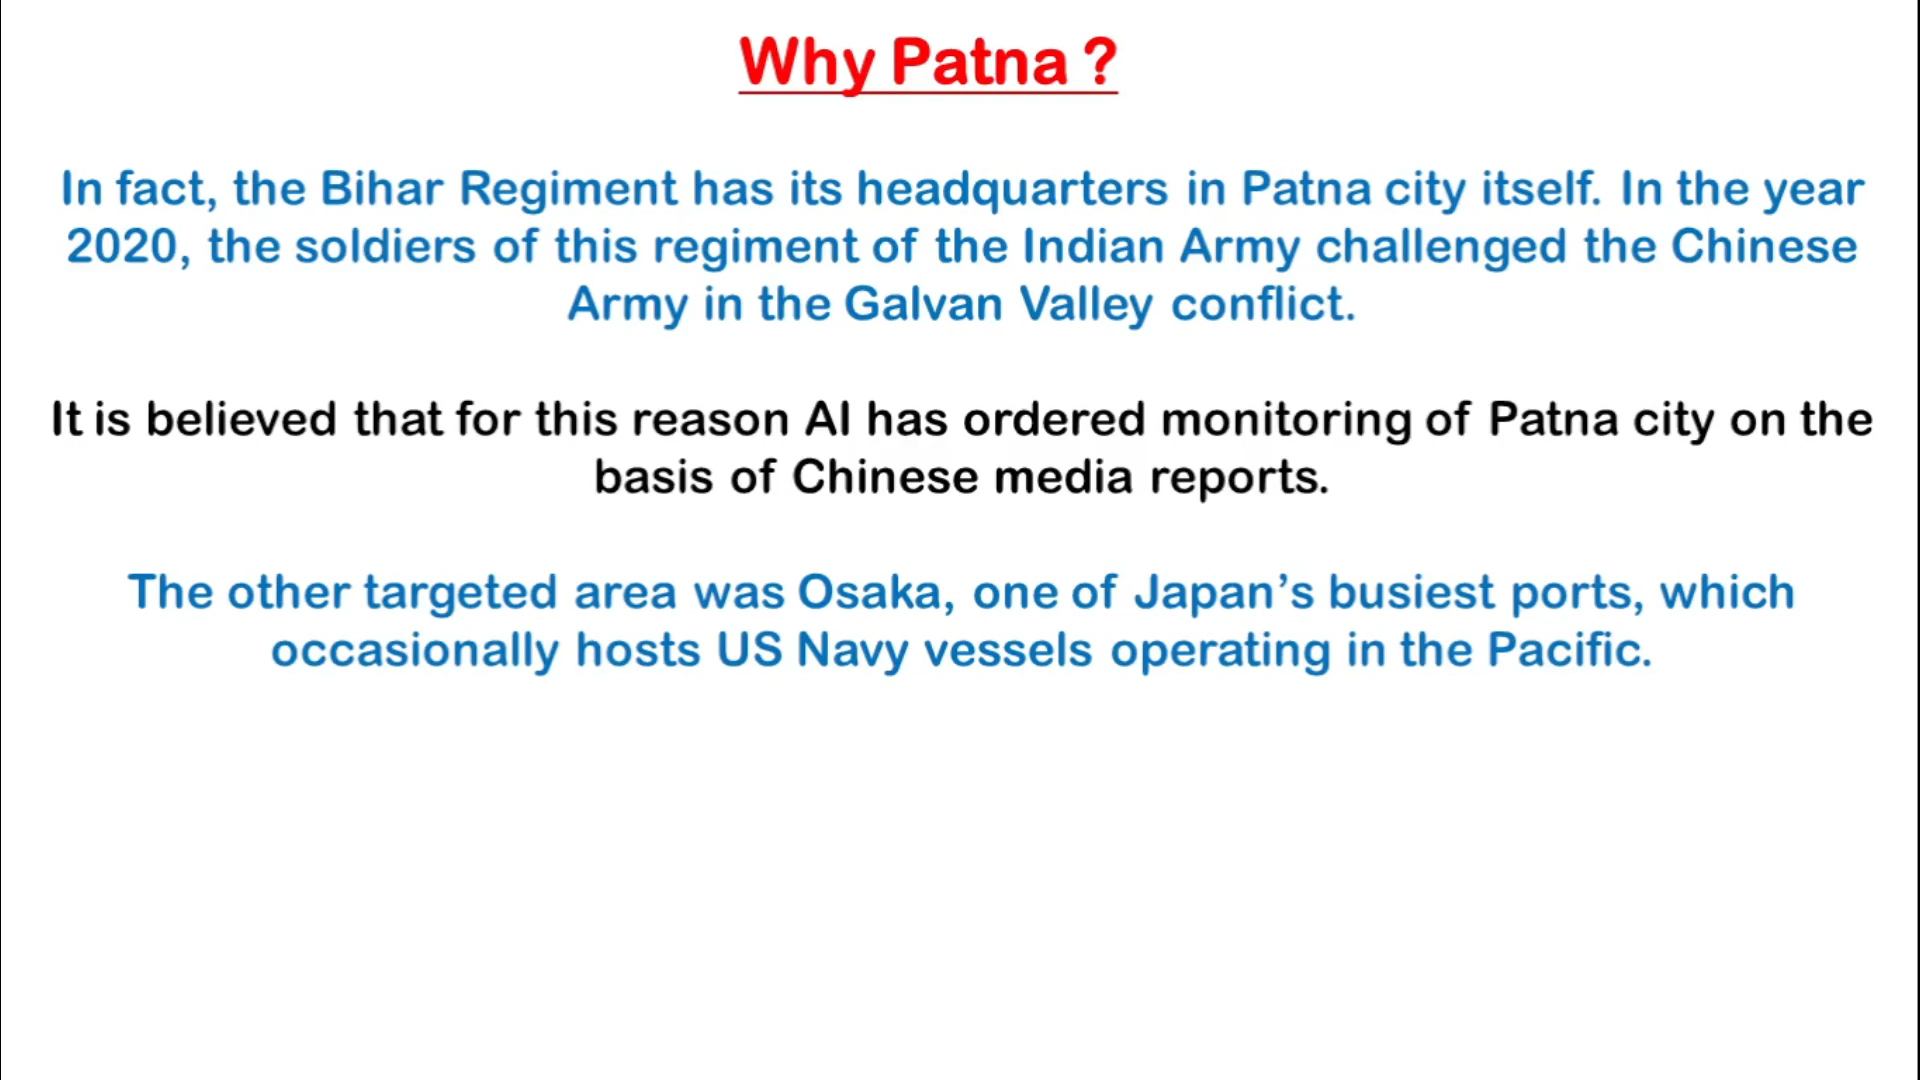 Why Patna ?
In fact, the Bihar Regiment has its headquarters in Patna city itself. In the year
2020, the soldiers of this regiment of the Indian Army challenged the Chinese
Army in the Galvan Valley conflict.
It is believed that for this reason AI has ordered monitoring of Patna city on the
basis of Chinese media reports.
The other targeted area was Osaka, one of Japan’s busiest ports, which
occasionally hosts US Navy vessels operating in the Pacific.